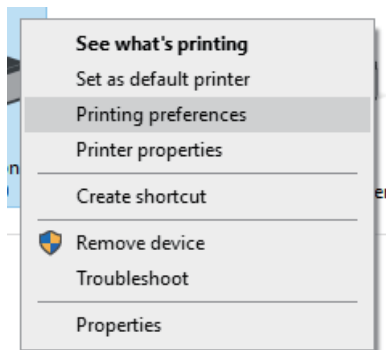 See what's printing
Set as default printer
Printing preferences
Printer properties
Create shortcut
Remove device
Troubleshoot
Properties